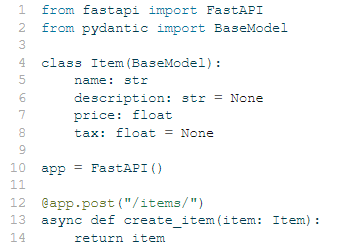 1 from fastapi import FastAPI
2 from pydantic import BaseModel
3
4 class Item(BaseModel):
5     name: str
6     description: str = None
7     price: float
8     tax: float = None
9
10 app = FastAPI()
11
12 @app.post("/items/")
13 async def create_item(item: Item):
14     return item